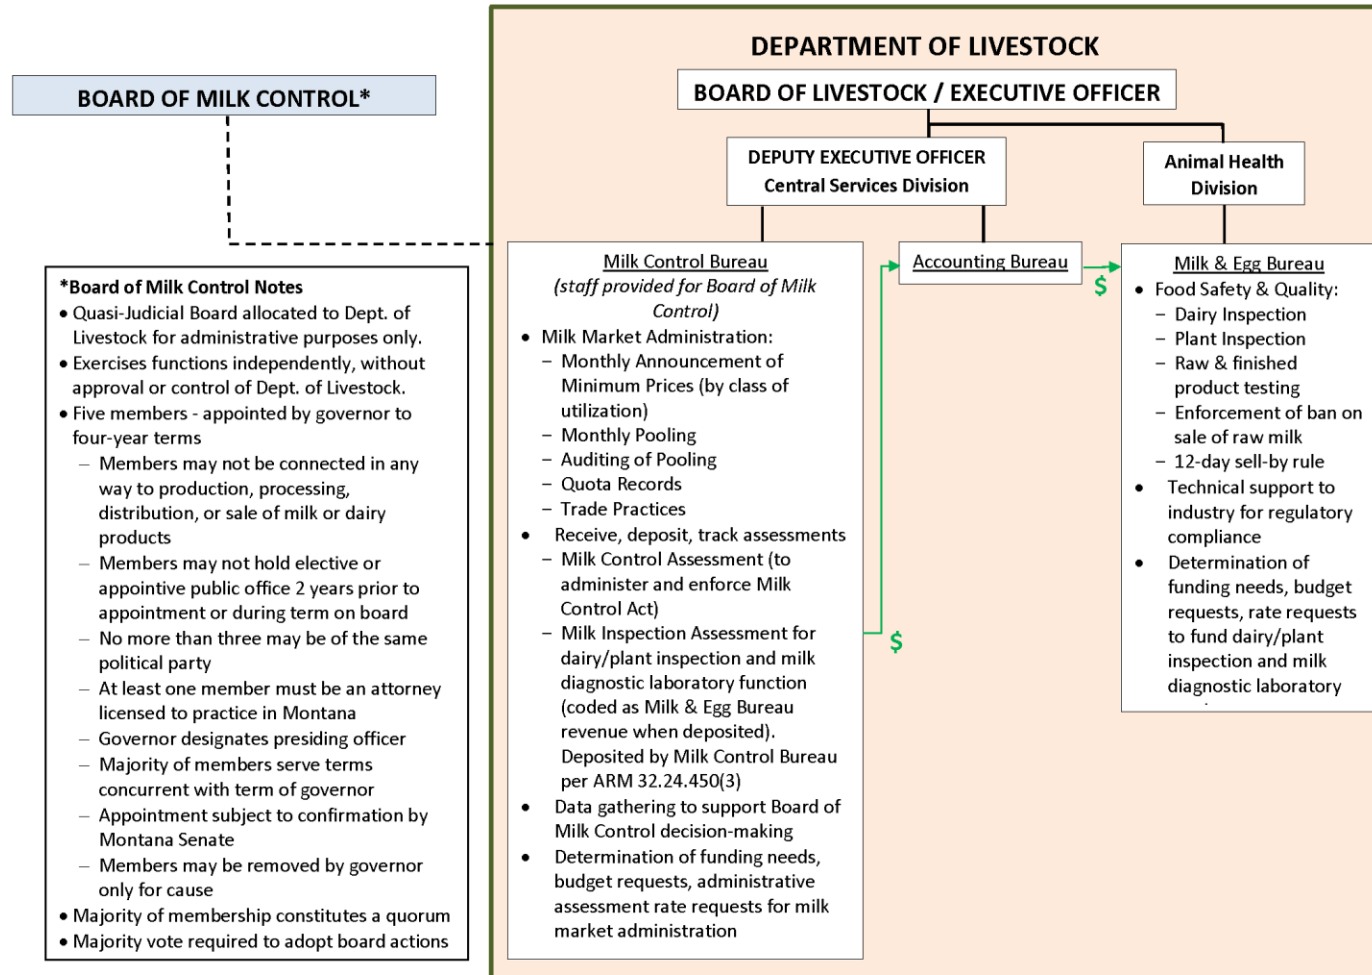 DEPARTMENT OF LIVESTOCK
BOARD OF MILK CONTROL*
BOARD OF LIVESTOCK / EXECUTIVE OFFICER
DEPUTY EXECUTIVE OFFICER
Central Services Division
Animal Health
Division
*Board of Milk Control Notes
• Quasi-Judicial Board allocated to Dept. of
Livestock for administrative purposes only.
• Exercises functions independently, without
approval or control of Dept. of Livestock.
• Five members - appointed by governor to
four-year terms
– Members may not be connected in any
way to production, processing,
distribution, or sale of milk or dairy
products
– Members may not hold elective or
appointive public office 2 years prior to
appointment or during term on board
– No more than three may be of the same
political party
– At least one member must be an attorney
licensed to practice in Montana
– Governor designates presiding officer
– Majority of members serve terms
concurrent with term of governor
– Appointment subject to confirmation by
Montana Senate
– Members may be removed by governor
only for cause
• Majority of membership constitutes a quorum
• Majority vote required to adopt board actions
Milk Control Bureau
(staff provided for Board of Milk
Control)
• Milk Market Administration:
– Monthly Announcement of
Minimum Prices (by class of
utilization)
– Monthly Pooling
– Auditing of Pooling
– Quota Records
– Trade Practices
• Receive, deposit, track assessments
– Milk Control Assessment (to
administer and enforce Milk
Control Act)
– Milk Inspection Assessment for
dairy/plant inspection and milk
diagnostic laboratory function
(coded as Milk & Egg Bureau
revenue when deposited).
Deposited by Milk Control Bureau
per ARM 32.24.450(3)
• Data gathering to support Board of
Milk Control decision-making
• Determination of funding needs,
budget requests, administrative
assessment rate requests for milk
market administration
$
Accounting Bureau
$
Milk & Egg Bureau
• Food Safety & Quality:
– Dairy Inspection
– Plant Inspection
– Raw & finished
product testing
– Enforcement of ban on
sale of raw milk
– 12-day sell-by rule
• Technical support to
industry for regulatory
compliance
• Determination of
funding needs, budget
requests, rate requests
to fund dairy/plant
inspection and milk
diagnostic laboratory